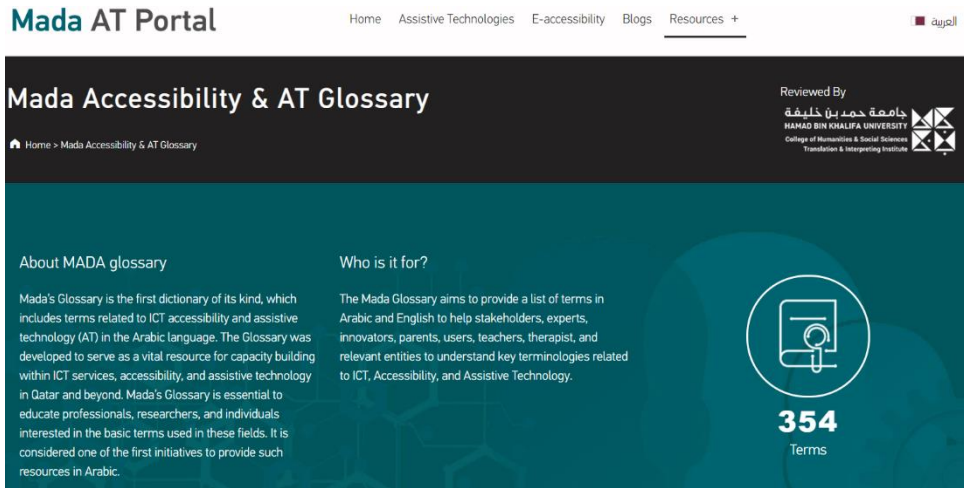 Mada AT Portal
Home Assistive Technologies E-accessibility Blogs Resources +
العربية
Mada Accessibility & AT Glossary
Home > Mada Accessibility & AT Glossary
Reviewed By
جامعة حمد بن خليفة
HAMAD BIN KHALIFA UNIVERSITY
College of Humanities & Social Sciences
Translation & Interpreting Institute
About MADA glossary
Mada's Glossary is the first dictionary of its kind, which
includes terms related to ICT accessibility and assistive
technology (AT) in the Arabic language. The Glossary was
developed to serve as a vital resource for capacity building
within ICT services, accessibility, and assistive technology
in Qatar and beyond. Mada's Glossary is essential to
educate professionals, researchers, and individuals
interested in the basic terms used in these fields. It is
considered one of the first initiatives to provide such
resources in Arabic.
Who is it for?
The Mada Glossary aims to provide a list of terms in
Arabic and English to help stakeholders, experts,
innovators, parents, users, teachers, therapist, and
relevant entities to understand key terminologies related
to ICT, Accessibility, and Assistive Technology.
354
Terms